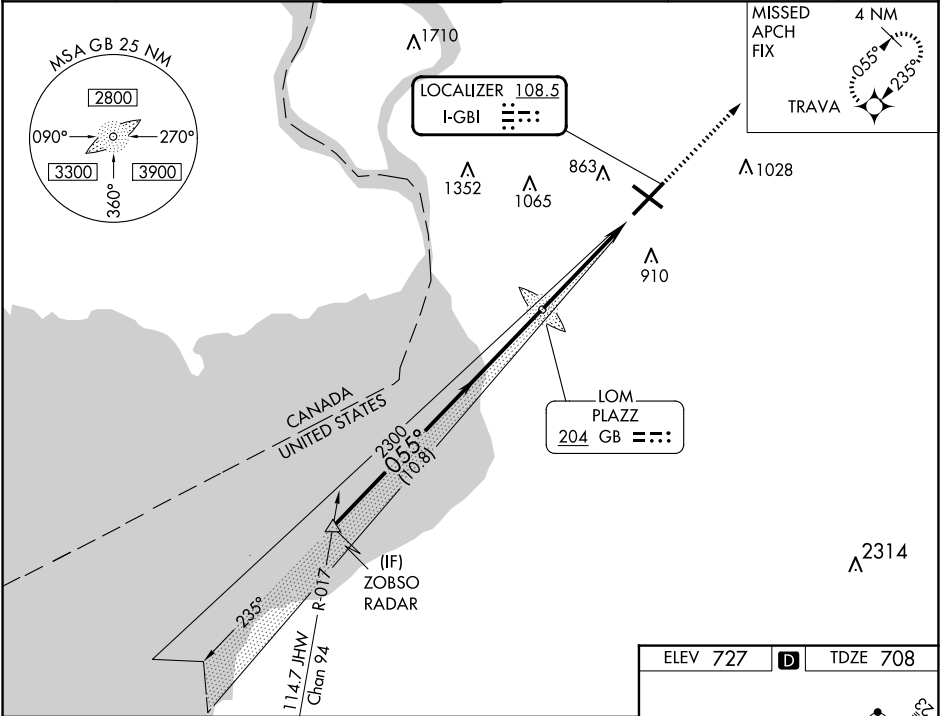 MSA GB 25 NM
2800
090°
270°
3300
3900
360°
1710
LOCALIZER 108.5
I-GBI
MISSED
APCH
FIX
4 NM
055°
235°
TRAVA
1352
1065
863
1028
910
CANADA
UNITED STATES
2300
055°
(10.8)
LOM
PLAZZ
204 GB
(IF)
ZOBSO
RADAR
235°
R-017
114.7 JHW
Chan 94
2314
ELEV 727
D
TDZE 708